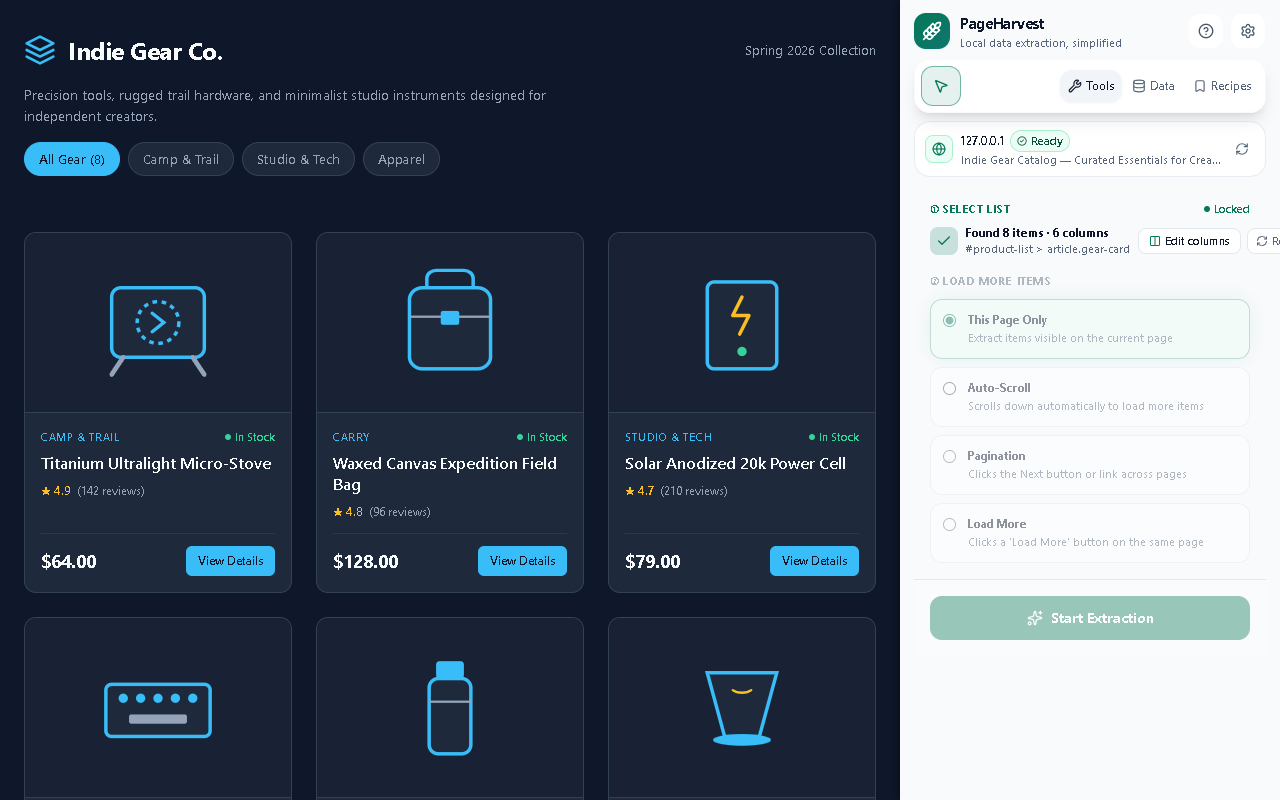 Indie Gear Co.
Spring 2026 Collection
Precision tools, rugged trail hardware, and minimalist studio instruments designed for
independent creators.
All Gear (8)
Camp & Trail
Studio & Tech
Apparel
CAMP & TRAIL
In Stock
Titanium Ultralight Micro-Stove
★ 4.9 (142 reviews)
$64.00
View Details
CARRY
In Stock
Waxed Canvas Expedition Field
Bag
★ 4.8 (96 reviews)
$128.00
View Details
STUDIO & TECH
In Stock
Solar Anodized 20k Power Cell
★ 4.7 (210 reviews)
$79.00
View Details
PageHarvest
Local data extraction, simplified
Tools
Data
Recipes
127.0.0.1
Ready
Indie Gear Catalog — Curated Essentials for Crea...
① SELECT LIST
Locked
Found 8 items · 6 columns
#product-list > article.gear-card
Edit columns
② LOAD MORE ITEMS
This Page Only
Extract items visible on the current page
Auto-Scroll
Scrolls down automatically to load more items
Pagination
Clicks the Next button or link across pages
Load More
Clicks a 'Load More' button on the same page
Start Extraction